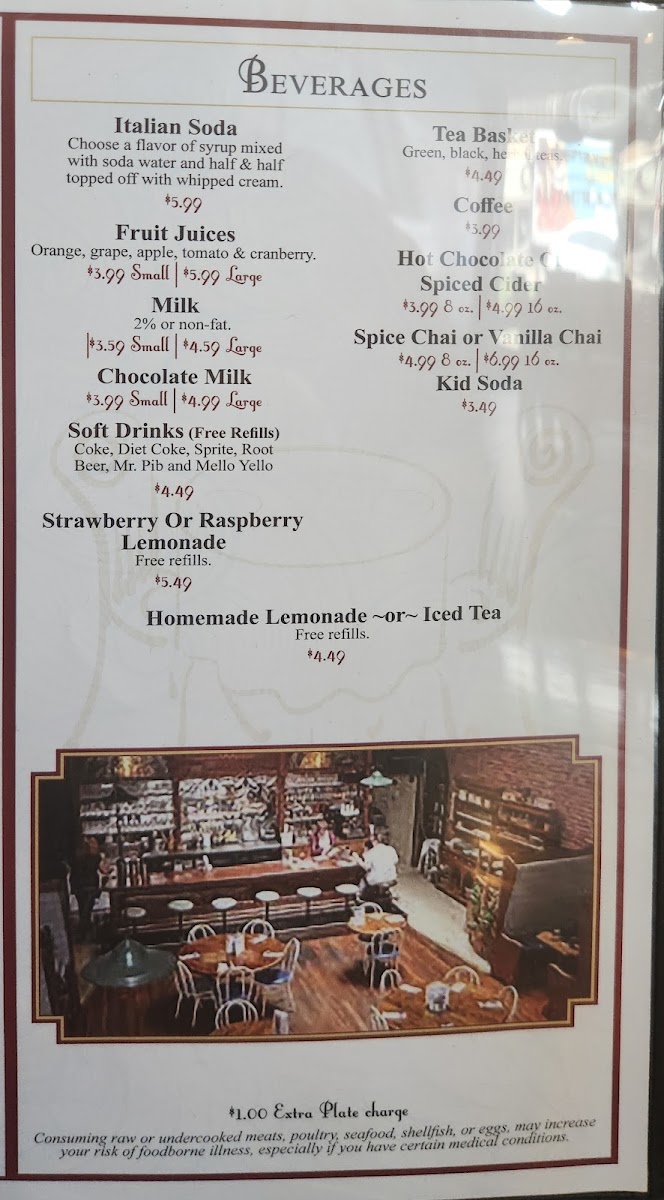 BEVERAGES
Italian Soda
Choose a flavor of syrup mixed
with soda water and half & half
topped off with whipped cream.
$5.99
Fruit Juices
Orange, grape, apple, tomato & cranberry.
$3.99 Small | $5.99 Large
Milk
2% or non-fat.
|$3.59 Small | $4.59 Large
Chocolate Milk
$3.99 Small | $4.99 Large
Soft Drinks (Free Refills)
Coke, Diet Coke, Sprite, Root
Beer, Mr. Pib and Mello Yello
$4.49
Strawberry Or Raspberry
Lemonade
Free refills.
$5.49
Tea Basket
Green, black, teas.
$4.49
Coffee
$3.99
Hot Chocolate
Spiced Cider
$3.99 8 oz. | $4.99 16 oz.
Spice Chai or Vanilla Chai
$4.99 8 oz. | $6.99 16 oz.
Kid Soda
$3.49
Homemade Lemonade ~or~ Iced Tea
Free refills.
$4.49
$1.00 Extra Plate charge
Consuming raw or undercooked meats, poultry, seafood, shellfish, or eggs, may increase
your risk of foodborne illness, especially if you have certain medical conditions.